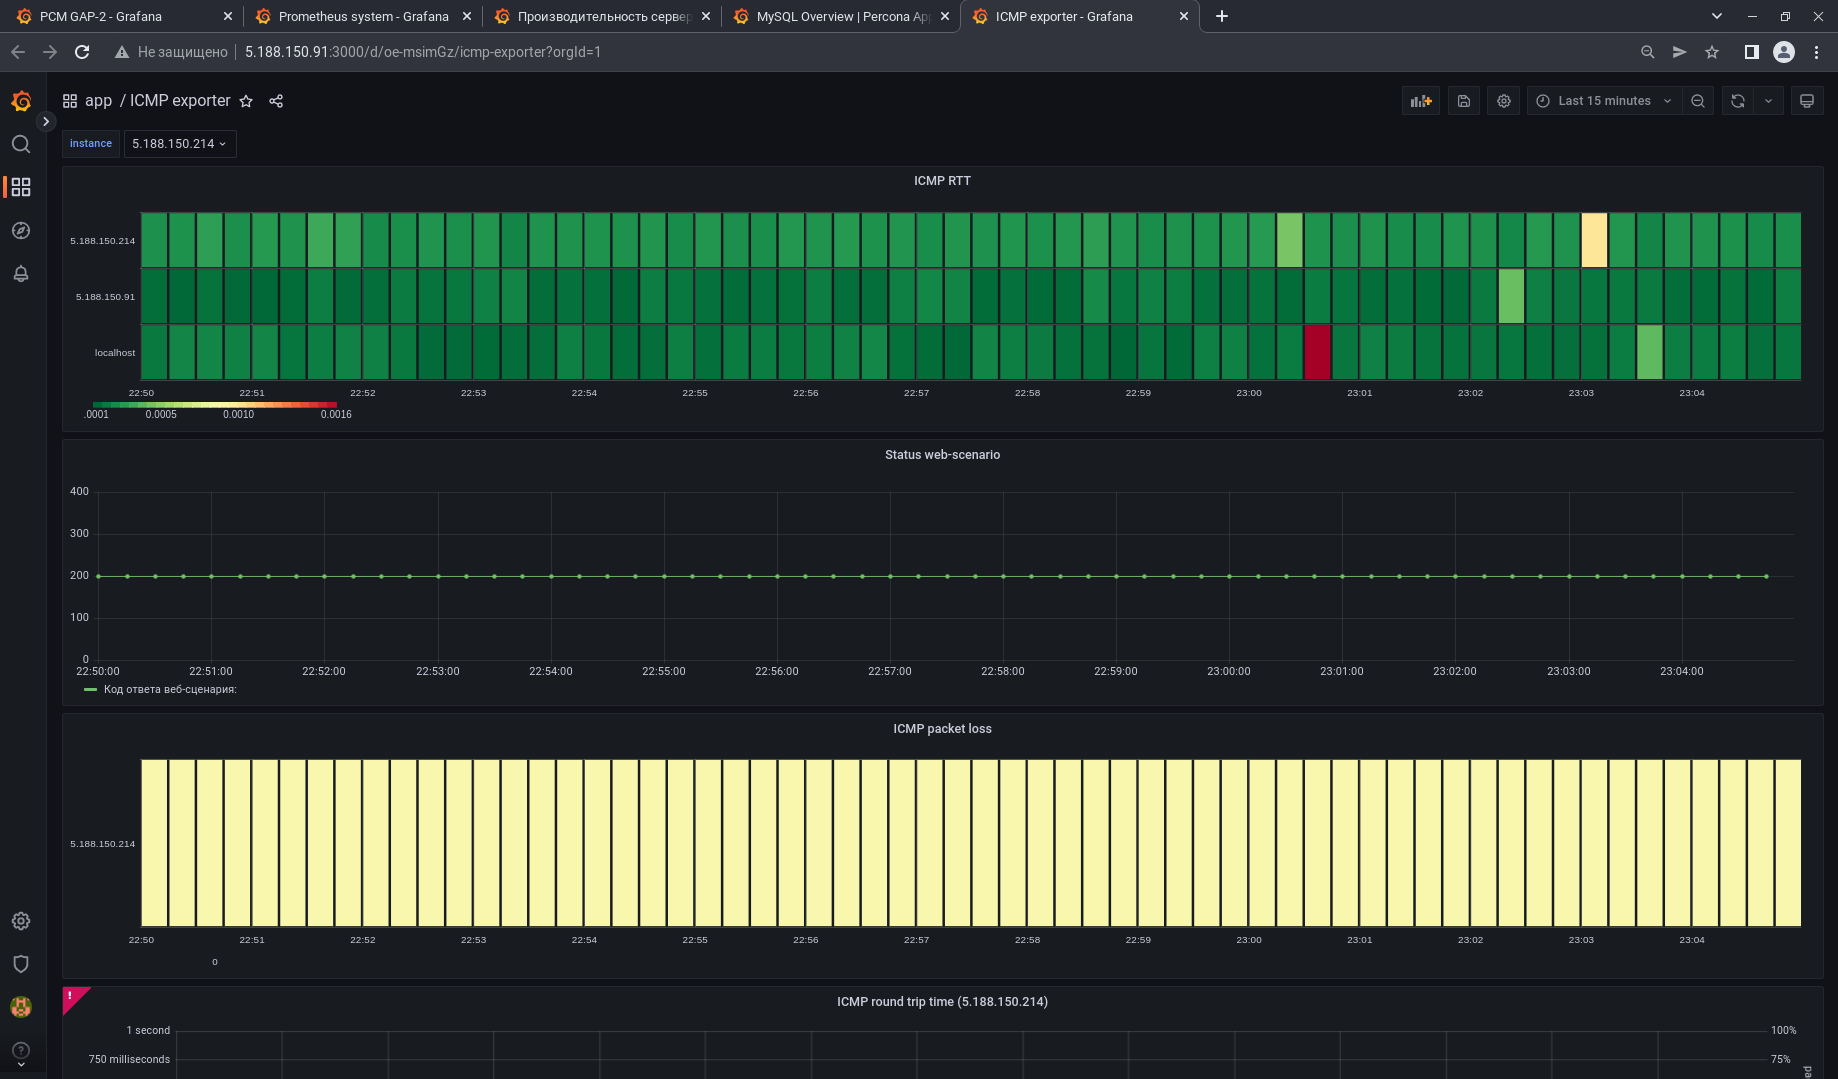 PCM GAP-2 - Grafana
Prometheus system - Grafana
Производительность сервер
MySQL Overview | Percona App
ICMP exporter - Grafana
Не защищено
5.188.150.91:3000/d/oe-msimGz/icmp-exporter?orgId=1
app / ICMP exporter
Last 15 minutes
instance
5.188.150.214
ICMP RTT
5.188.150.214
5.188.150.91
localhost
22:50 22:51 22:52 22:53 22:54 22:55 22:56 22:57 22:58 22:59 23:00 23:01 23:02 23:03 23:04
.0001 0.0005 0.0010 0.0016
Status web-scenario
400
300
200
100
0
22:50:00 22:51:00 22:52:00 22:53:00 22:54:00 22:55:00 22:56:00 22:57:00 22:58:00 22:59:00 23:00:00 23:01:00 23:02:00 23:03:00 23:04:00
Код ответа веб-сценария:
ICMP packet loss
5.188.150.214
22:50 22:51 22:52 22:53 22:54 22:55 22:56 22:57 22:58 22:59 23:00 23:01 23:02 23:03 23:04
0
ICMP round trip time (5.188.150.214)
1 second
100%
750 milliseconds
75%
pa